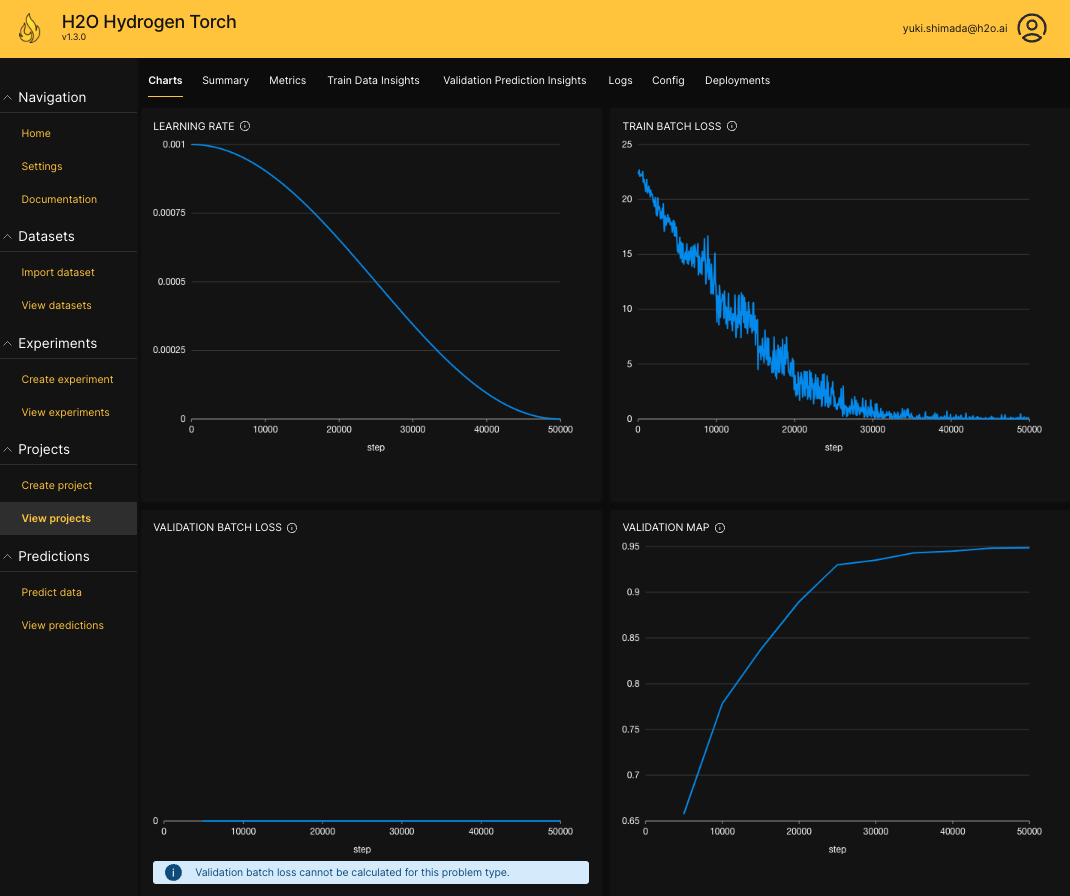 H2O Hydrogen Torch
v1.3.0
yuki.shimada@h2o.ai
Navigation
Home
Settings
Documentation
Datasets
Import dataset
View datasets
Experiments
Create experiment
View experiments
Projects
Create project
View projects
Predictions
Predict data
View predictions
Charts Summary Metrics Train Data Insights Validation Prediction Insights Logs Config Deployments
LEARNING RATE
0.001
0.00075
0.0005
0.00025
0
0 10000 20000 30000 40000 50000
step
TRAIN BATCH LOSS
25
20
15
10
5
0
0 10000 20000 30000 40000 50000
step
VALIDATION BATCH LOSS
0
0 10000 20000 30000 40000 50000
step
Validation batch loss cannot be calculated for this problem type.
VALIDATION MAP
0.95
0.9
0.85
0.8
0.75
0.7
0.65
0 10000 20000 30000 40000 50000
step